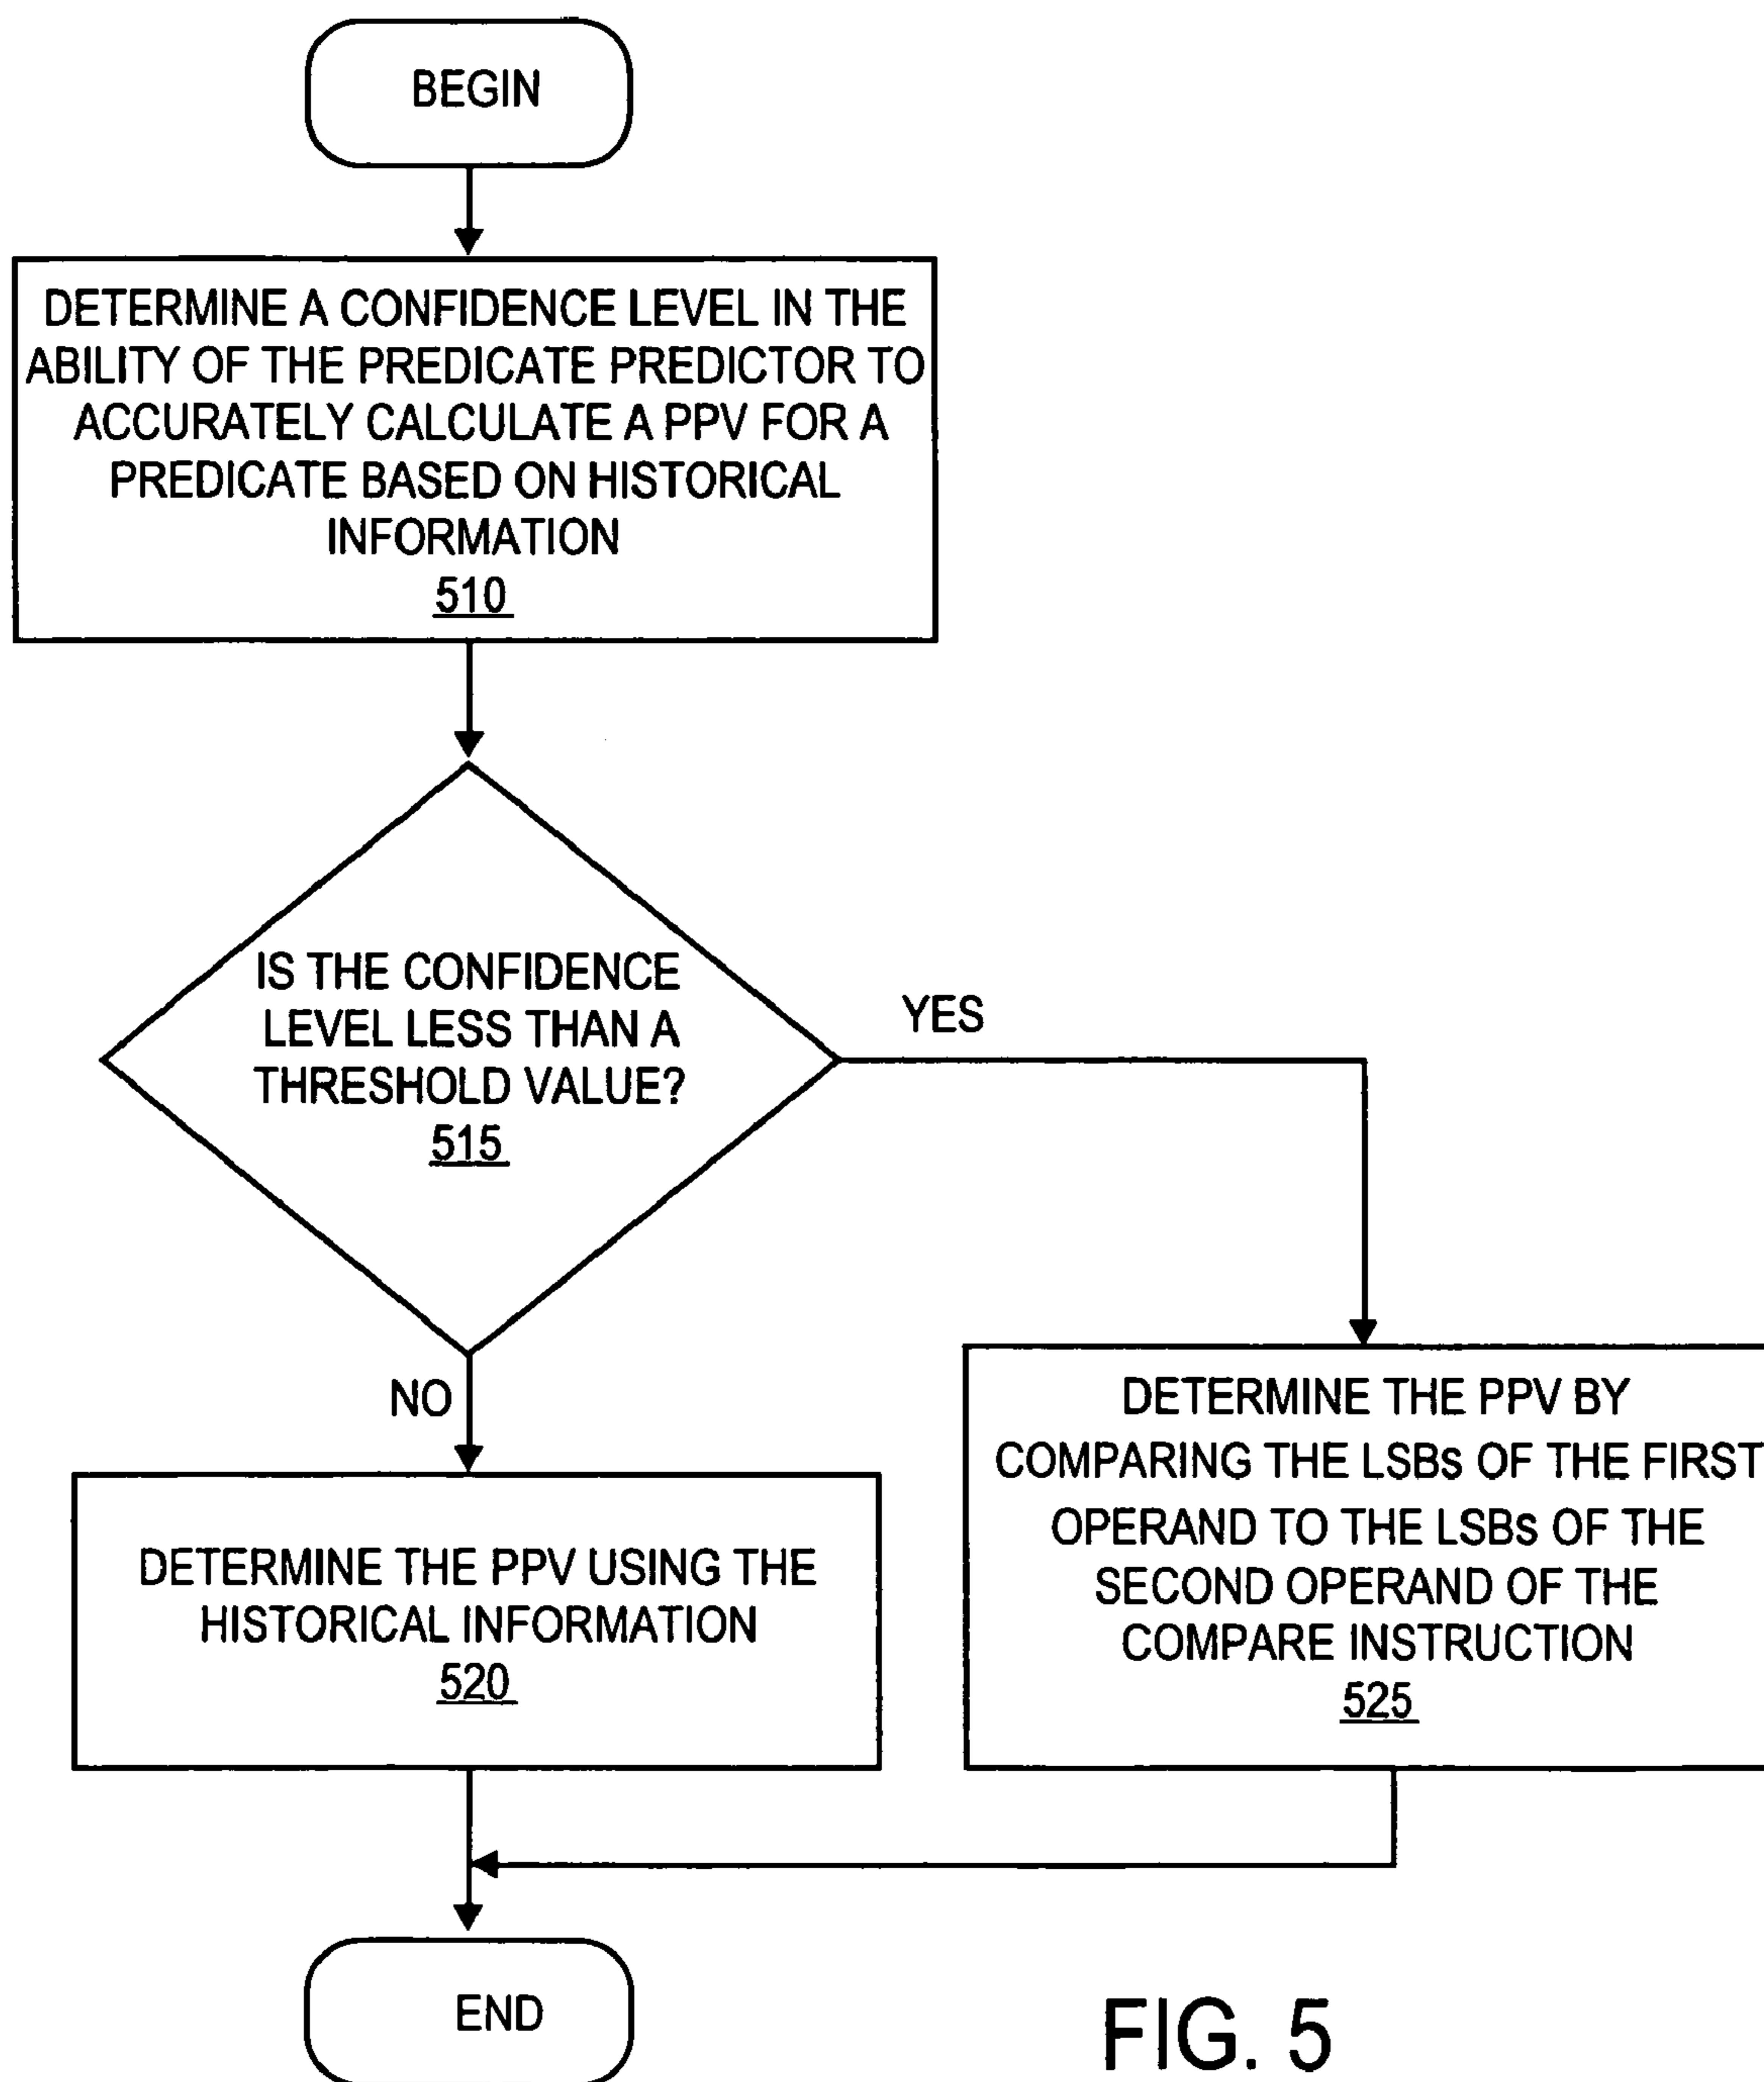 BEGIN
DETERMINE A CONFIDENCE LEVEL IN THE
ABILITY OF THE PREDICATE PREDICTOR TO
ACCURATELY CALCULATE A PPV FOR A
PREDICATE BASED ON HISTORICAL
INFORMATION
510
IS THE CONFIDENCE
LEVEL LESS THAN A
THRESHOLD VALUE?
515
YES
NO
DETERMINE THE PPV USING THE
HISTORICAL INFORMATION
520
DETERMINE THE PPV BY
COMPARING THE LSBs OF THE FIRST
OPERAND TO THE LSBs OF THE
SECOND OPERAND OF THE
COMPARE INSTRUCTION
525
END
FIG. 5